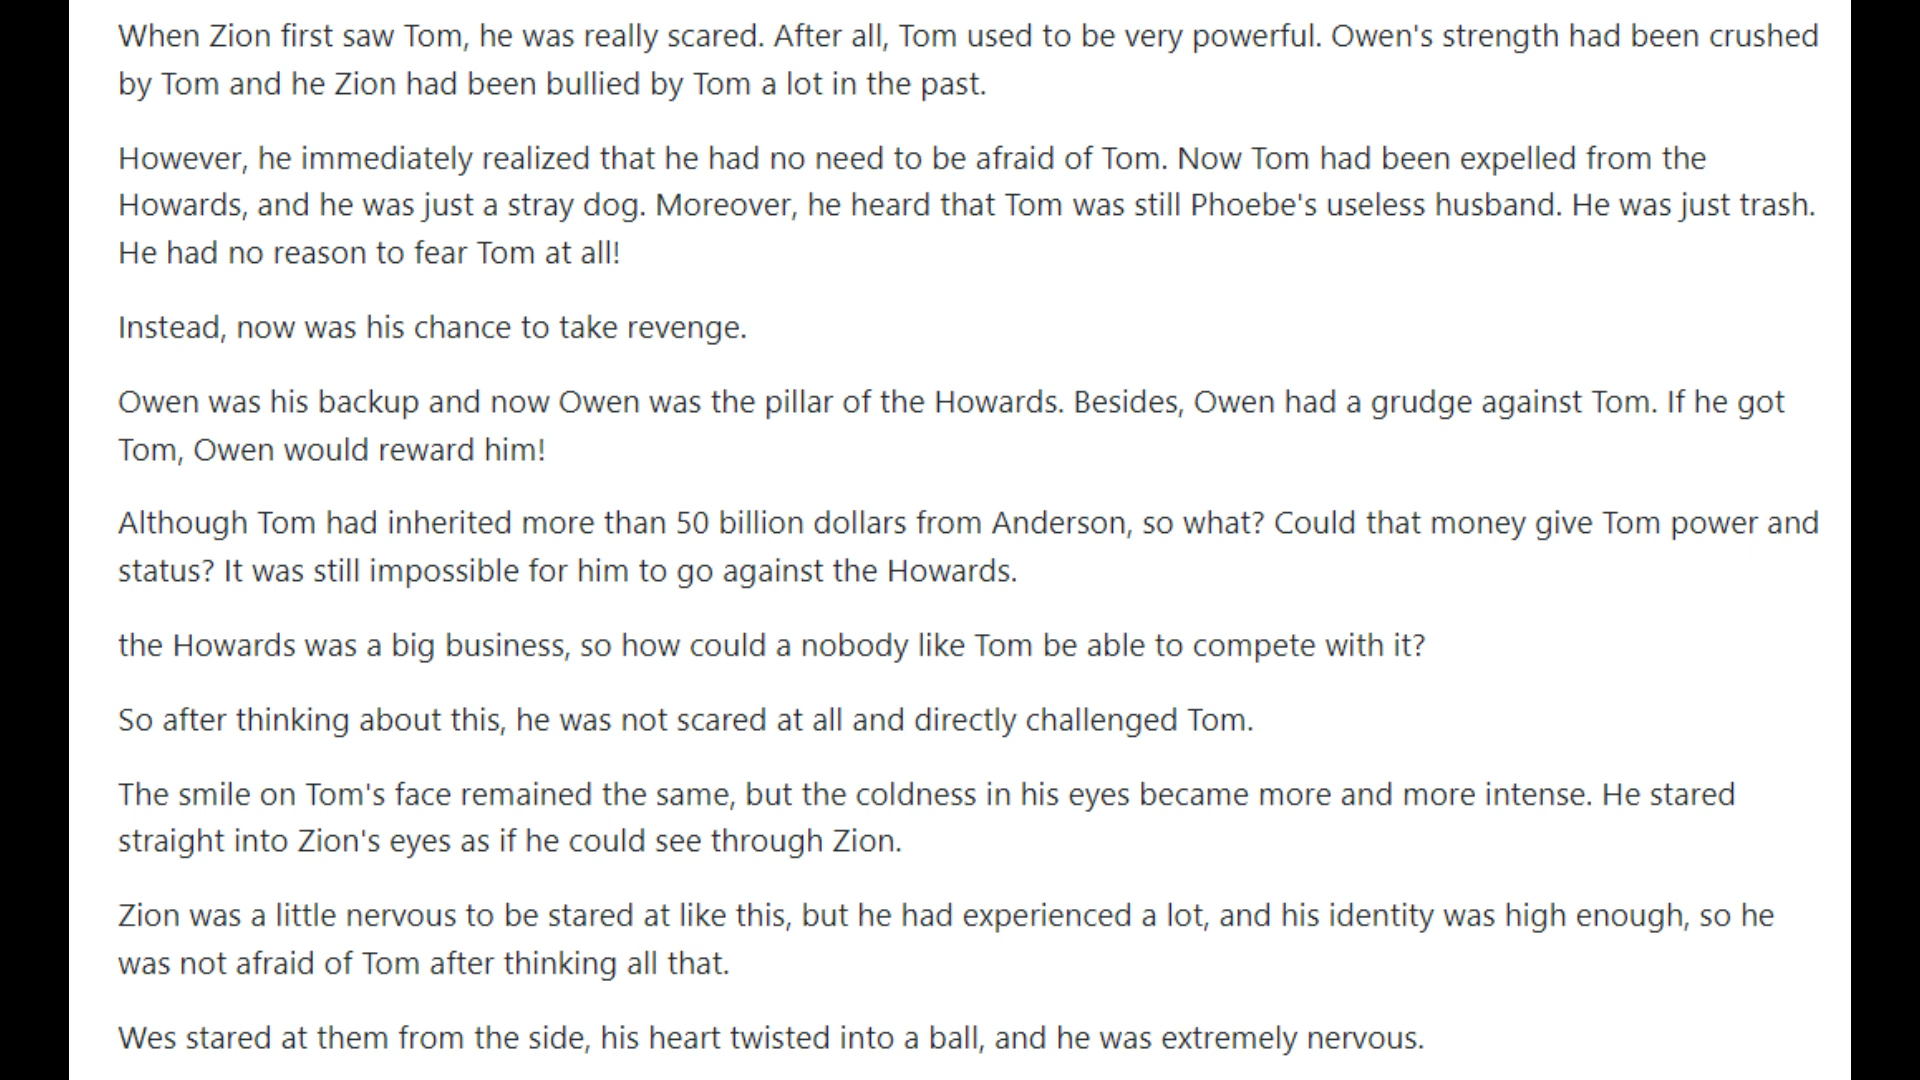 When Zion first saw Tom, he was really scared. After all, Tom used to be very powerful. Owen's strength had been crushed
by Tom and he Zion had been bullied by Tom a lot in the past.
However, he immediately realized that he had no need to be afraid of Tom. Now Tom had been expelled from the
Howards, and he was just a stray dog. Moreover, he heard that Tom was still Phoebe's useless husband. He was just trash.
He had no reason to fear Tom at all!
Instead, now was his chance to take revenge.
Owen was his backup and now Owen was the pillar of the Howards. Besides, Owen had a grudge against Tom. If he got
Tom, Owen would reward him!
Although Tom had inherited more than 50 billion dollars from Anderson, so what? Could that money give Tom power and
status? It was still impossible for him to go against the Howards.
the Howards was a big business, so how could a nobody like Tom be able to compete with it?
So after thinking about this, he was not scared at all and directly challenged Tom.
The smile on Tom's face remained the same, but the coldness in his eyes became more and more intense. He stared
straight into Zion's eyes as if he could see through Zion.
Zion was a little nervous to be stared at like this, but he had experienced a lot, and his identity was high enough, so he
was not afraid of Tom after thinking all that.
Wes stared at them from the side, his heart twisted into a ball, and he was extremely nervous.